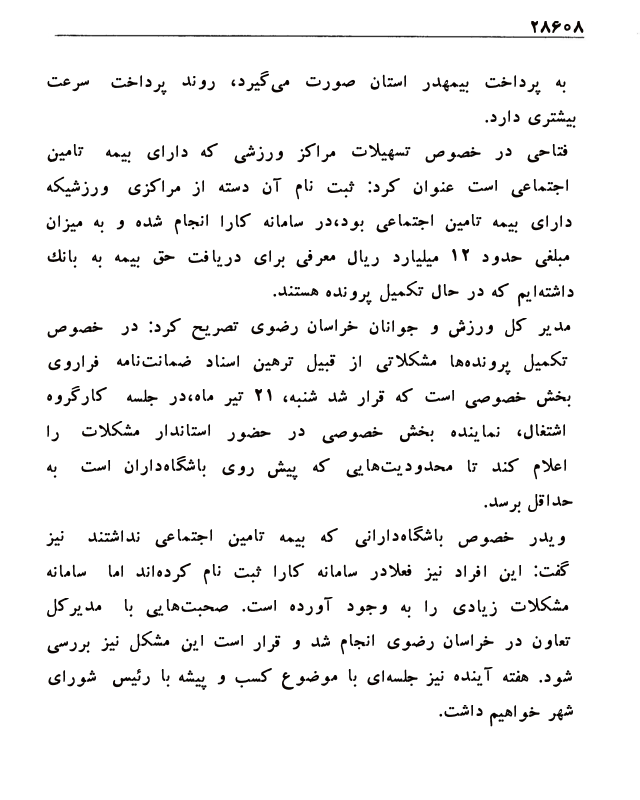 ۲۸۶۰۸
به پرداخت بیمهدر استان صورت می‌گیرد، روند پرداخت سرعت
بیشتری دارد.
فتاحی در خصوص تسهیلات مراکز ورزشی که دارای بیمه تامین
اجتماعی است عنوان کرد: ثبت نام آن دسته از مراکزی ورزشیکه
دارای بیمه تامین اجتماعی بود،در سامانه کارا انجام شده و به میزان
مبلغی حدود ۱۲ میلیارد ریال معرفی برای دریافت حق بیمه به بانك
داشته‌ایم که در حال تکمیل پرونده هستند.
مدیر کل ورزش و جوانان خراسان رضوی تصریح کرد: در خصوص
تکمیل پرونده‌ها مشکلاتی از قبیل ترهین اسناد ضمانت‌نامه فراروی
بخش خصوصی است که قرار شد شنبه، ۲۱ تیر ماه،در جلسه کارگروه
اشتغال، نماینده بخش خصوصی در حضور استاندار مشکلات را
اعلام کند تا محدودیت‌هایی که پیش روی باشگاه‌داران است به
حداقل برسد.
ویدر خصوص باشگاه‌دارانی که بیمه تامین اجتماعی نداشتند نیز
گفت: این افراد نیز فعلادر سامانه کارا ثبت نام کرده‌اند اما سامانه
مشکلات زیادی را به وجود آورده است. صحبت‌هایی با مدیرکل
تعاون در خراسان رضوی انجام شد و قرار است این مشکل نیز بررسی
شود. هفته آینده نیز جلسه‌ای با موضوع کسب و پیشه با رئیس شورای
شهر خواهیم داشت.